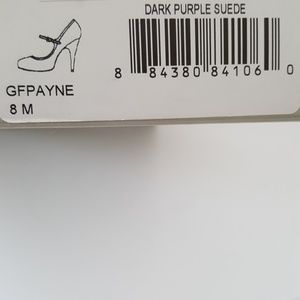 DARK PURPLE SUEDE
8 84380 84106 0
GFPAYNE
8 M